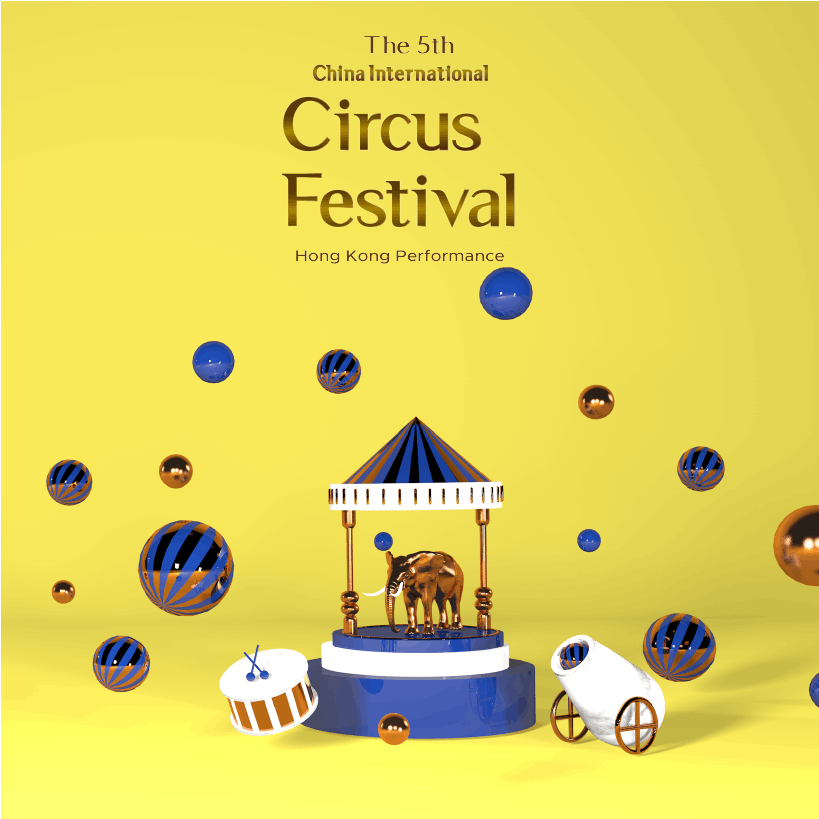 The 5th
China International
Circus
Festival
Hong Kong Performance